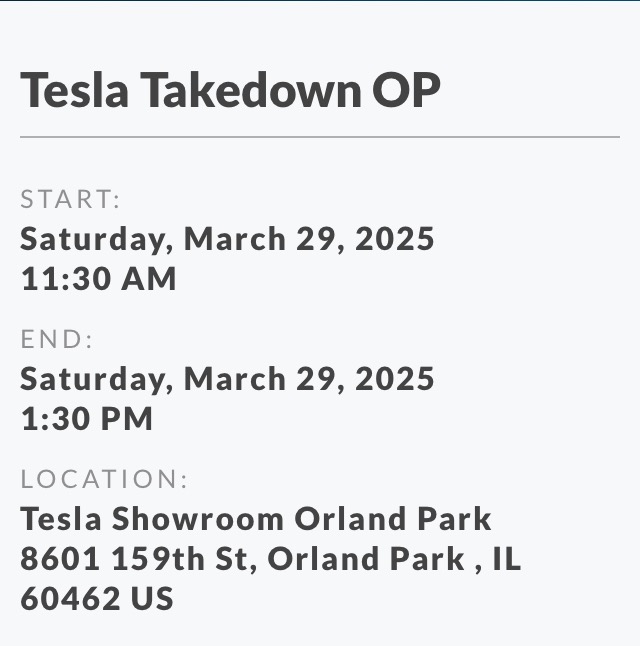 Tesla Takedown OP
START:
Saturday, March 29, 2025
11:30 AM
END:
Saturday, March 29, 2025
1:30 PM
LOCATION:
Tesla Showroom Orland Park
8601 159th St, Orland Park , IL
60462 US